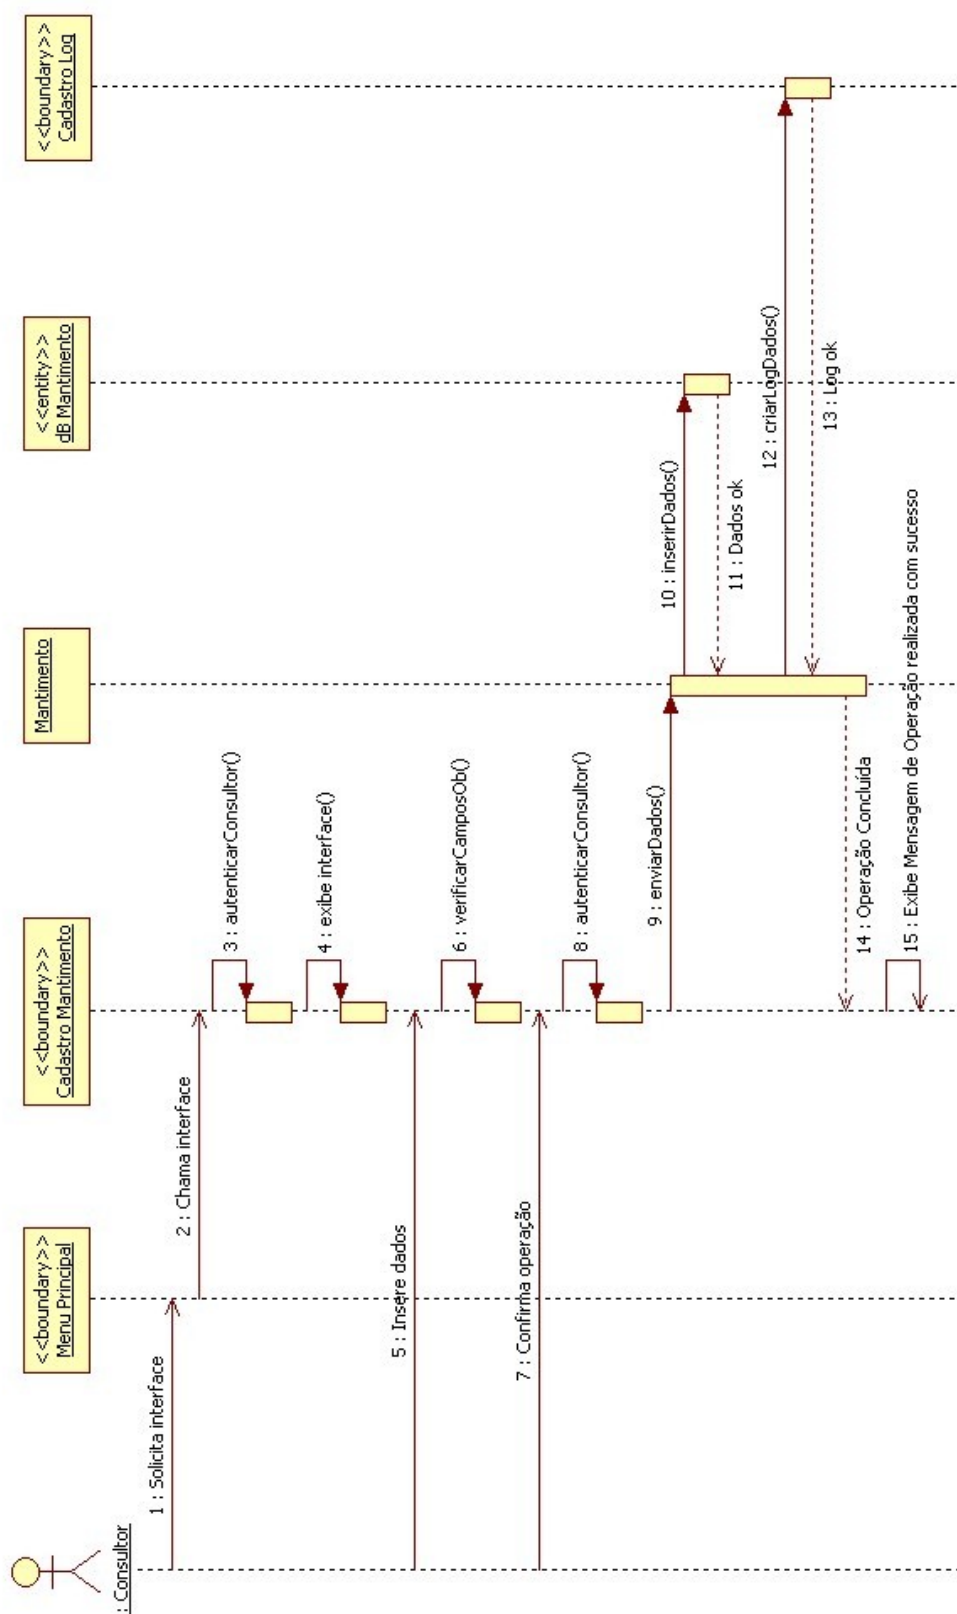 : Consultor
<<boundary>>
Menu Principal
<<boundary>>
Cadastro Mantimento
Mantimento
<<entity>>
dB Mantimento
<<boundary>>
Cadastro Log
1 : Solicita interface
2 : Chama interface
3 : autenticarConsultor()
4 : exibe interface()
5 : Insere dados
6 : verificarCamposOb()
7 : Confirma operação
8 : autenticarConsultor()
9 : enviarDados()
10 : inserirDados()
11 : Dados ok
12 : criarLogDados()
13 : Log ok
14 : Operação Concluída
15 : Exibe Mensagem de Operação realizada com sucesso